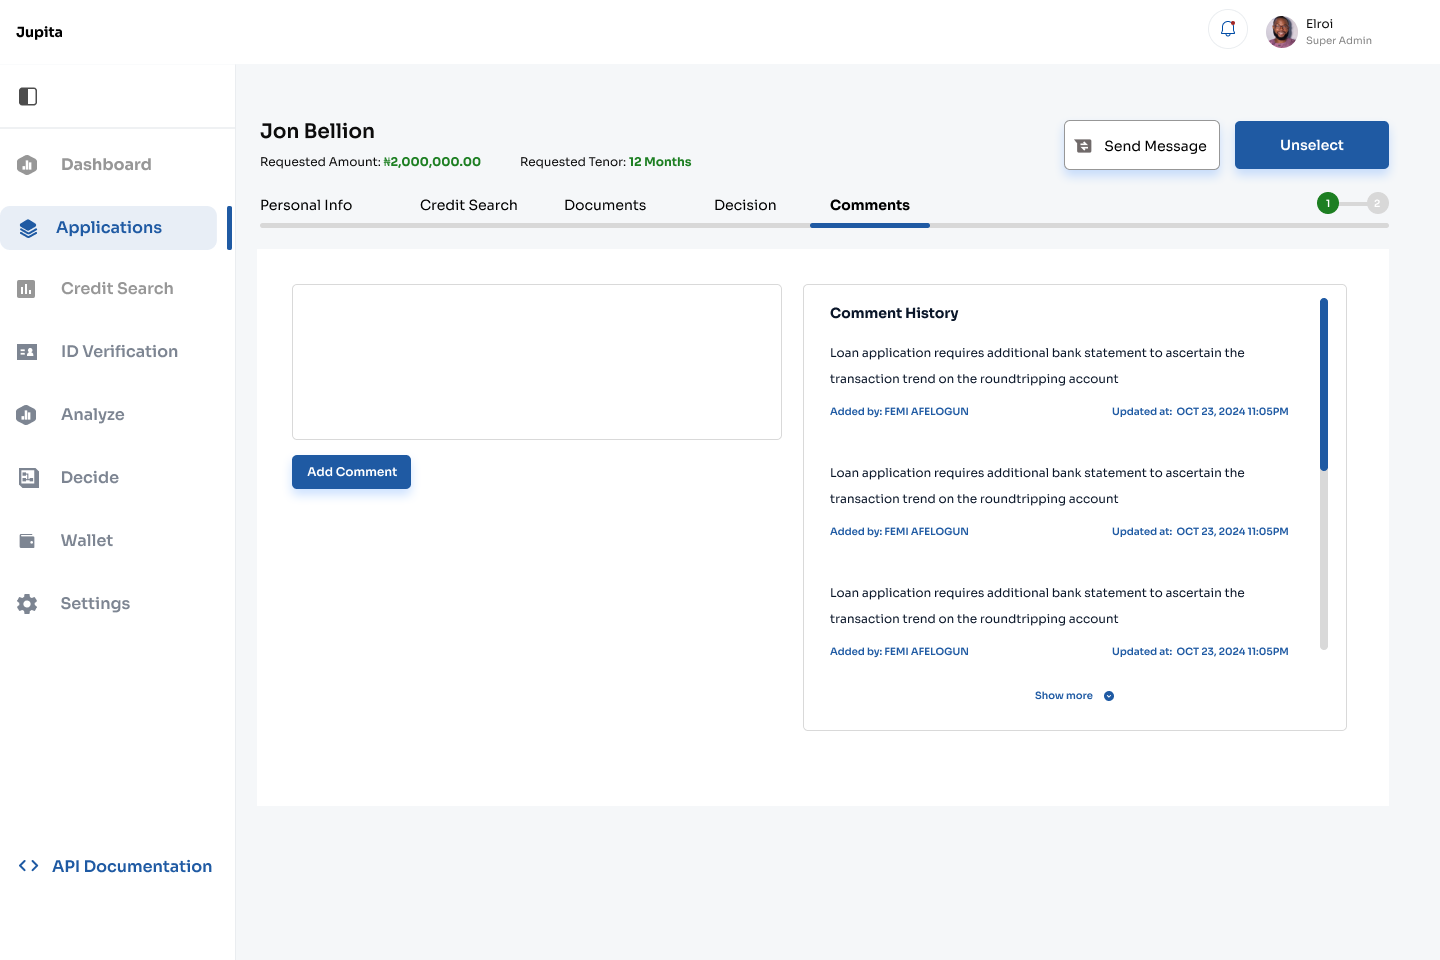 Jupita
Elroi
Super Admin
Dashboard
Applications
Credit Search
ID Verification
Analyze
Decide
Wallet
Settings
API Documentation
Jon Bellion
Requested Amount: ₦2,000,000.00
Requested Tenor: 12 Months
Send Message
Unselect
Personal Info
Credit Search
Documents
Decision
Comments
1
2
Add Comment
Comment History
Loan application requires additional bank statement to ascertain the
transaction trend on the roundtripping account
Added by: FEMI AFELOGUN
Updated at: OCT 23, 2024 11:05PM
Loan application requires additional bank statement to ascertain the
transaction trend on the roundtripping account
Added by: FEMI AFELOGUN
Updated at: OCT 23, 2024 11:05PM
Loan application requires additional bank statement to ascertain the
transaction trend on the roundtripping account
Added by: FEMI AFELOGUN
Updated at: OCT 23, 2024 11:05PM
Show more